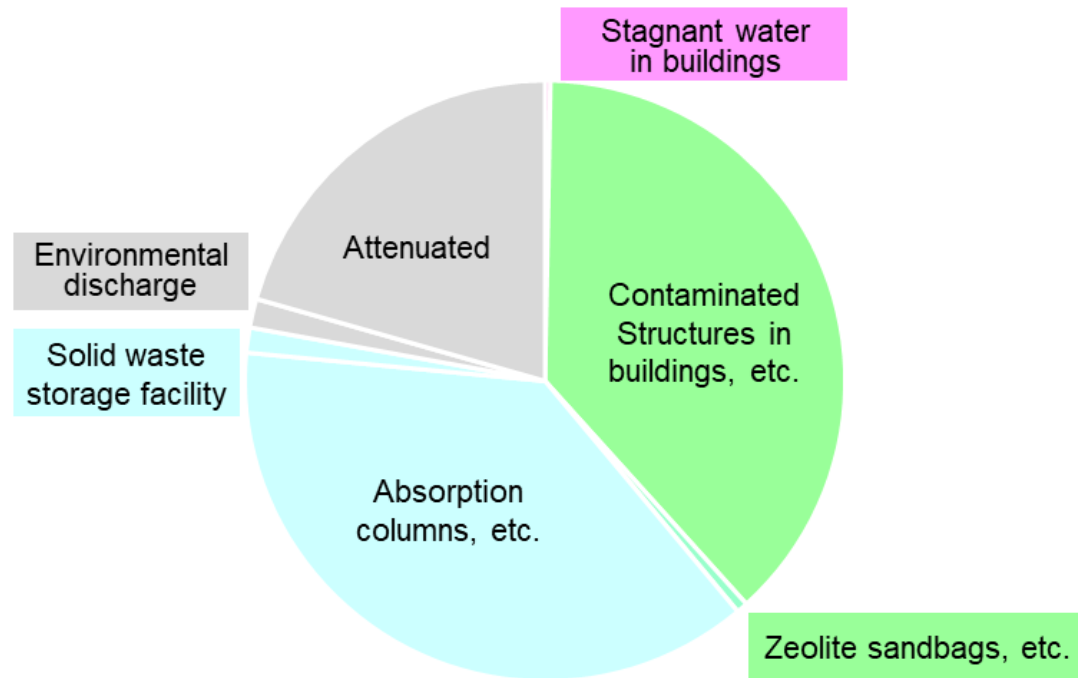 Stagnant water
in buildings
Attenuated
Environmental
discharge
Contaminated
Structures in
buildings, etc.
Solid waste
storage facility
Absorption
columns, etc.
Zeolite sandbags, etc.